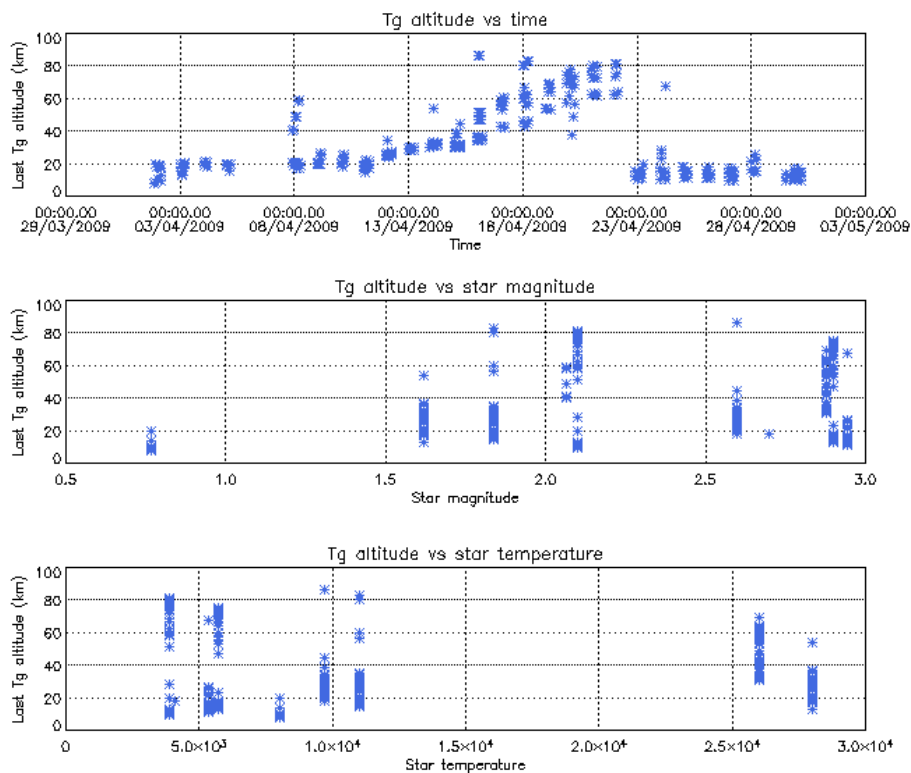 Tg altitude vs time
Last Tg altitude (km)
100
80
60
40
20
0
00:00.00 00:00.00 00:00.00 00:00.00 00:00.00 00:00.00 00:00.00 00:00.00
29/03/2009 03/04/2009 08/04/2009 13/04/2009 18/04/2009 23/04/2009 28/04/2009 03/05/2009
Time
Tg altitude vs star magnitude
Last Tg altitude (km)
100
80
60
40
20
0
0.5 1.0 1.5 2.0 2.5 3.0
Star magnitude
Tg altitude vs star temperature
Last Tg altitude (km)
100
80
60
40
20
0
0 5.0×10³ 1.0×10⁴ 1.5×10⁴ 2.0×10⁴ 2.5×10⁴ 3.0×10⁴
Star temperature